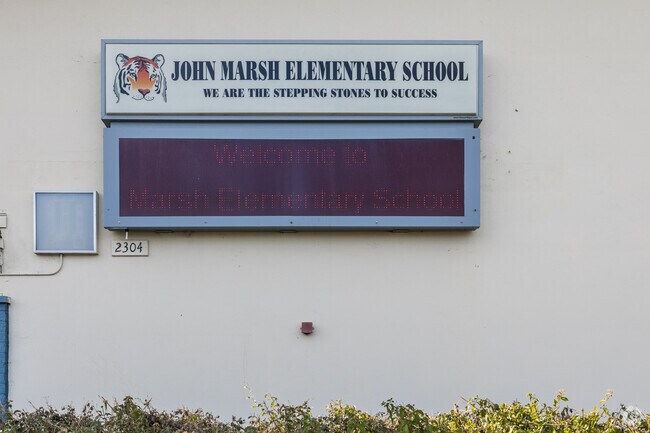 JOHN MARSH ELEMENTARY SCHOOL
WE ARE THE STEPPING STONES TO SUCCESS
Welcome to
Marsh Elementary School
2304